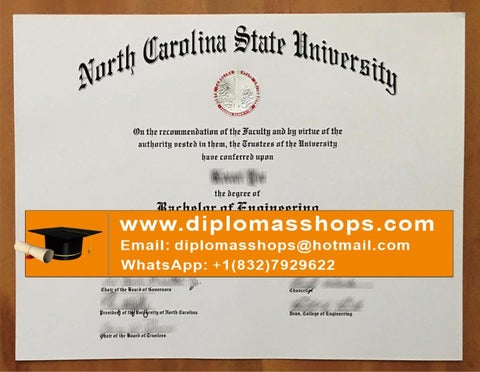 North Carolina State University
On the recommendation of the Faculty and by virtue of the
authority vested in them, the Trustees of the University
have conferred upon
the degree of
Bachelor of Engineering
www.diplomasshops.com
Email: diplomasshops@hotmail.com
WhatsApp: +1(832)7929622
Chair of the Board of Governors
Chancellor
President of the University of North Carolina
Dean, College of Engineering
Chair of the Board of Trustees